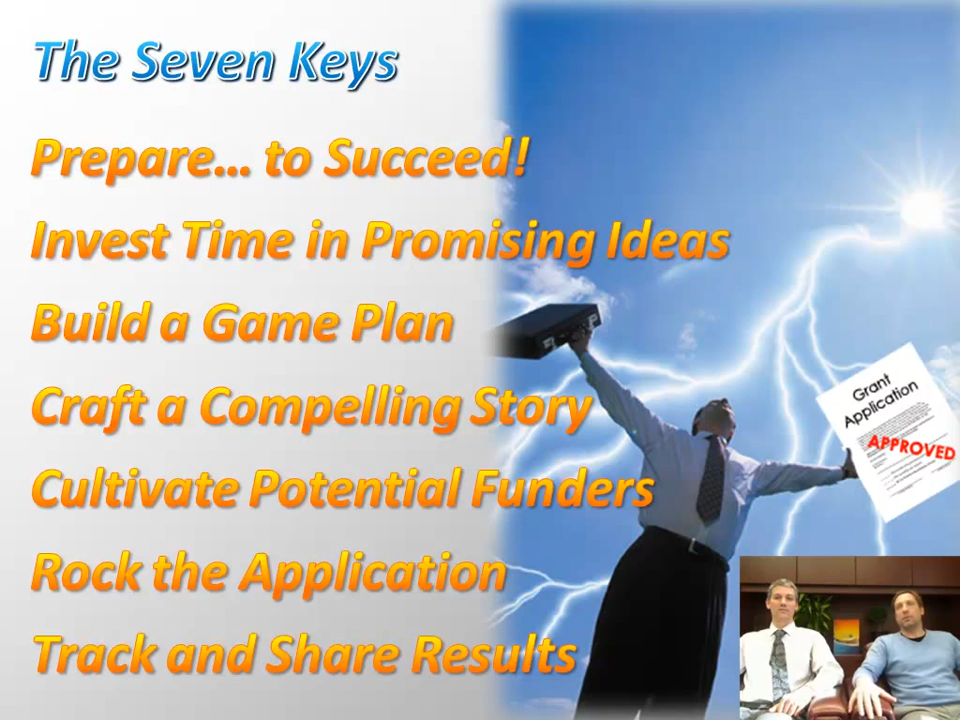 The Seven Keys
Prepare... to Succeed!
Invest Time in Promising Ideas
Build a Game Plan
Craft a Compelling Story
Cultivate Potential Funders
Rock the Application
Track and Share Results
Grant
Application
APPROVED